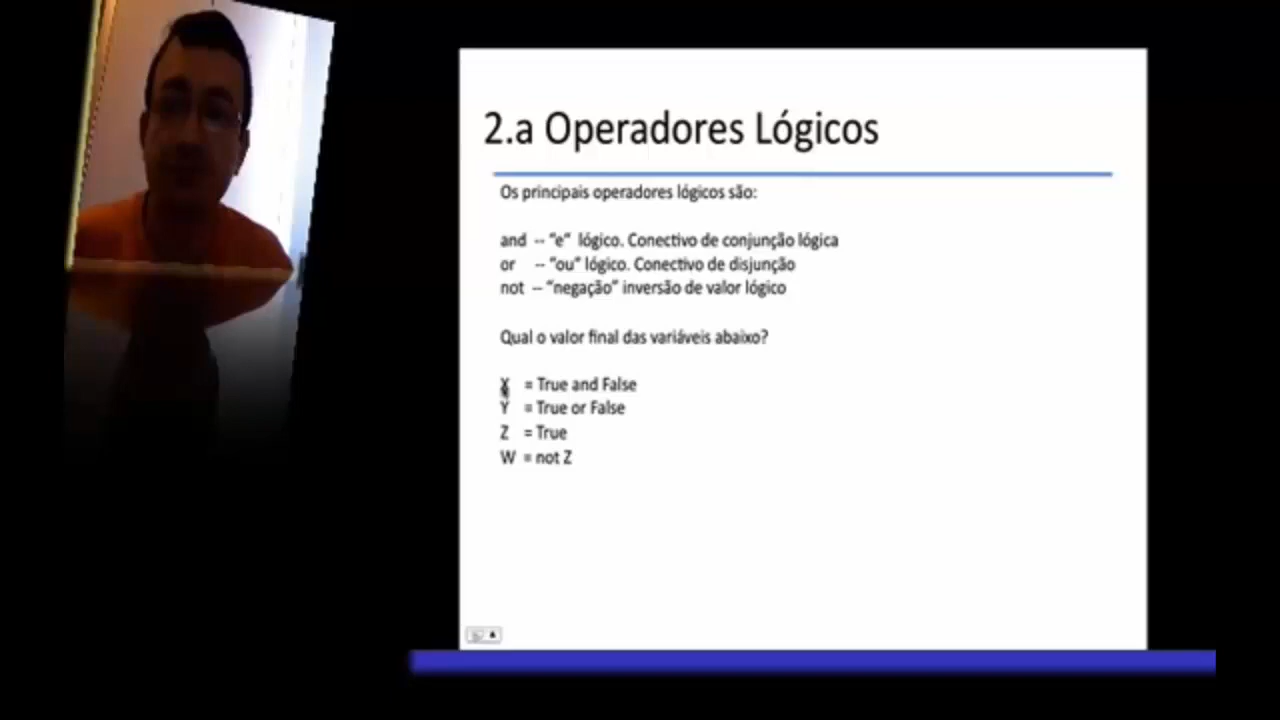 2.a Operadores Lógicos
Os principais operadores lógicos são:
and -- "e" lógico. Conectivo de conjunção lógica
or -- "ou" lógico. Conectivo de disjunção
not -- "negação" inversão de valor lógico
Qual o valor final das variáveis abaixo?
X = True and False
Y = True or False
Z = True
W = not Z